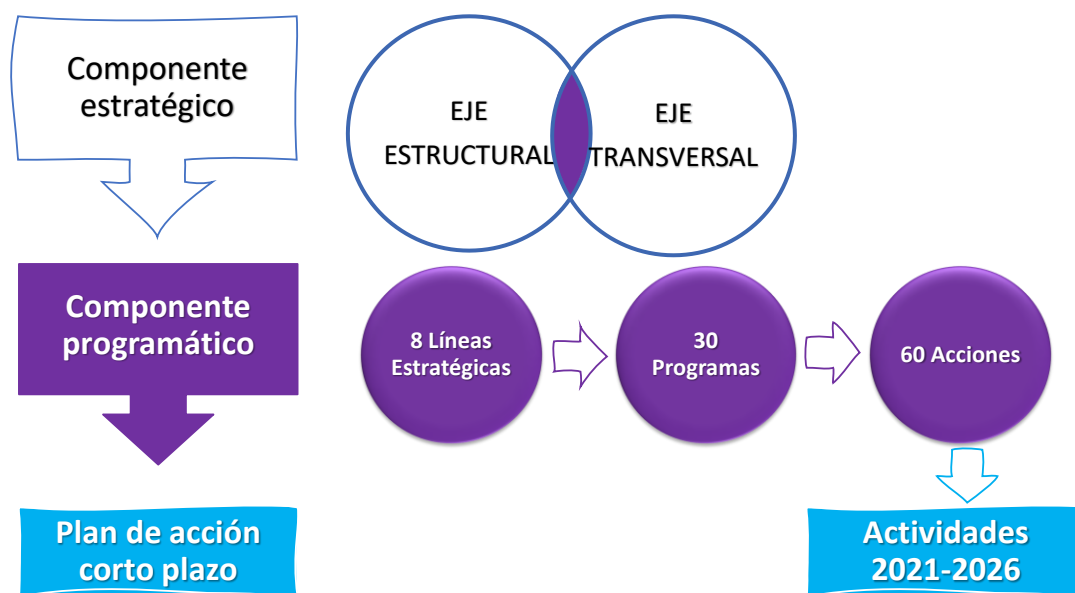 Componente
estratégico
EJE
ESTRUCTURAL
EJE
TRANSVERSAL
Componente
programático
8 Líneas
Estratégicas
30
Programas
60 Acciones
Plan de acción
corto plazo
Actividades
2021-2026